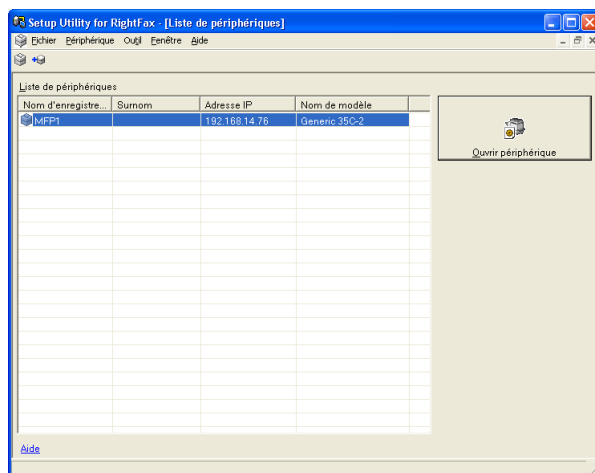 Setup Utility for RightFax - [Liste de périphériques]
Fichier Périphérique Outil Fenêtre Aide
Liste de périphériques
Nom d'enregistre... Surnom Adresse IP Nom de modèle
MFP1 192.168.14.76 Generic 35C-2
Ouvrir périphérique
Aide